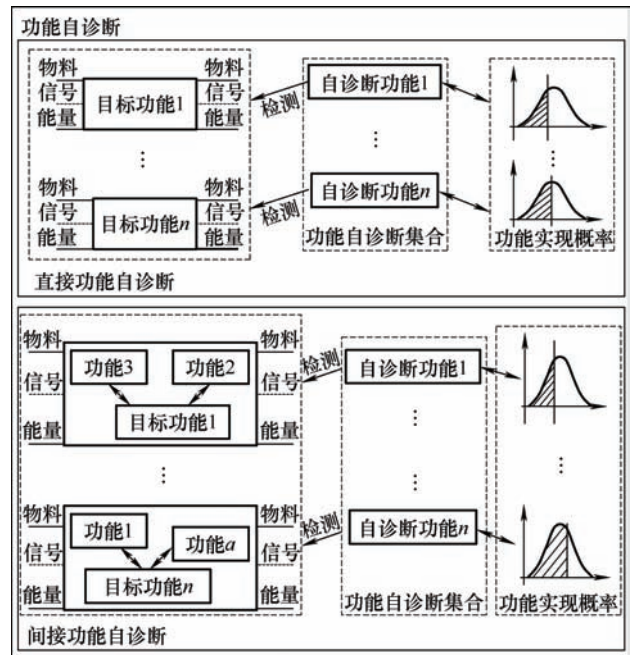 功能自诊断
物料 物料
信号 目标功能1 信号
能量 能量
检测
自诊断功能1
⋮
物料 物料
信号 目标功能n 信号
能量 能量
检测
自诊断功能n
功能自诊断集合
功能实现概率
直接功能自诊断
物料 物料
功能3 功能2
信号 信号
目标功能1
能量 能量
检测
自诊断功能1
⋮
物料 物料
功能1 功能a
信号 信号
目标功能n
能量 能量
检测
自诊断功能n
功能自诊断集合
功能实现概率
间接功能自诊断